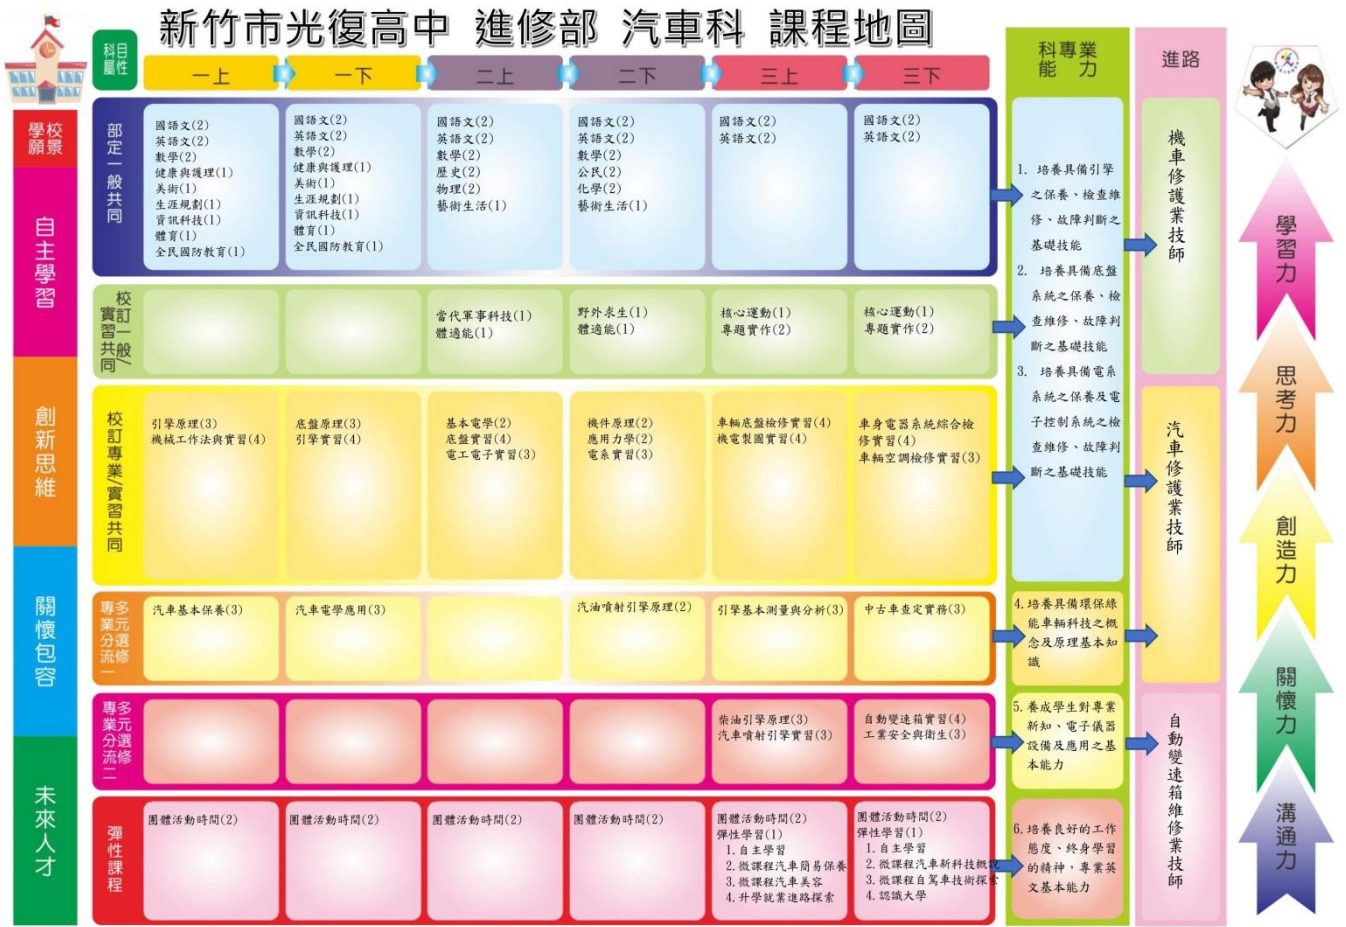 新竹市光復高中 進修部 汽車科 課程地圖
科目
屬性
一上
一下
二上
二下
三上
三下
科專業
能力
進路
學校
願景
自主學習
創新思維
關懷包容
未來人才
部定一般共同
國語文(2)
英語文(2)
數學(2)
健康與護理(1)
美術(1)
生涯規劃(1)
資訊科技(1)
體育(1)
全民國防教育(1)
國語文(2)
英語文(2)
數學(2)
健康與護理(1)
美術(1)
生涯規劃(1)
資訊科技(1)
體育(1)
全民國防教育(1)
國語文(2)
英語文(2)
數學(2)
歷史(2)
物理(2)
藝術生活(1)
國語文(2)
英語文(2)
數學(2)
公民(2)
化學(2)
藝術生活(1)
國語文(2)
英語文(2)
國語文(2)
英語文(2)
校訂一般/
實習共同
當代軍事科技(1)
體適能(1)
野外求生(1)
體適能(1)
核心運動(1)
專題實作(2)
核心運動(1)
專題實作(2)
校訂專業/實習共同
引擎原理(3)
機械工作法與實習(4)
底盤原理(3)
引擎實習(4)
基本電學(2)
底盤實習(4)
電工電子實習(3)
機件原理(2)
應用力學(2)
電系實習(3)
車輛底盤檢修實習(4)
機電製圖實習(4)
車身電器系統綜合檢
修實習(4)
車輛空調檢修實習(3)
多元選修
專業分流一
汽車基本保養(3)
汽車電學應用(3)
汽油噴射引擎原理(2)
引擎基本測量與分析(3)
中古車查定實務(3)
多元選修
專業分流二
柴油引擎原理(3)
汽車噴射引擎實習(3)
自動變速箱實習(4)
工業安全與衛生(3)
彈性課程
團體活動時間(2)
團體活動時間(2)
團體活動時間(2)
團體活動時間(2)
團體活動時間(2)
彈性學習(1)
1.自主學習
2.微課程汽車簡易保養
3.微課程汽車美容
4.升學就業進路探索
團體活動時間(2)
彈性學習(1)
1.自主學習
2.微課程汽車新科技概說
3.微課程自駕車技術探索
4.認識大學
1. 培養具備引擎
之保養、檢查維
修、故障判斷之
基礎技能
2. 培養具備底盤
系統之保養、檢
查維修、故障判
斷之基礎技能
3. 培養具備電系
系統之保養及電
子控制系統之檢
查維修、故障判
斷之基礎技能
4.培養具備環保綠
能車輛科技之概
念及原理基本知
識
5.養成學生對專業
新知、電子儀器
設備及應用之基
本能力
6.培養良好的工作
態度、終身學習
的精神，專業英
文基本能力
機車修護業技師
汽車修護業技師
自動變速箱維修業技師
學習力
思考力
創造力
關懷力
溝通力